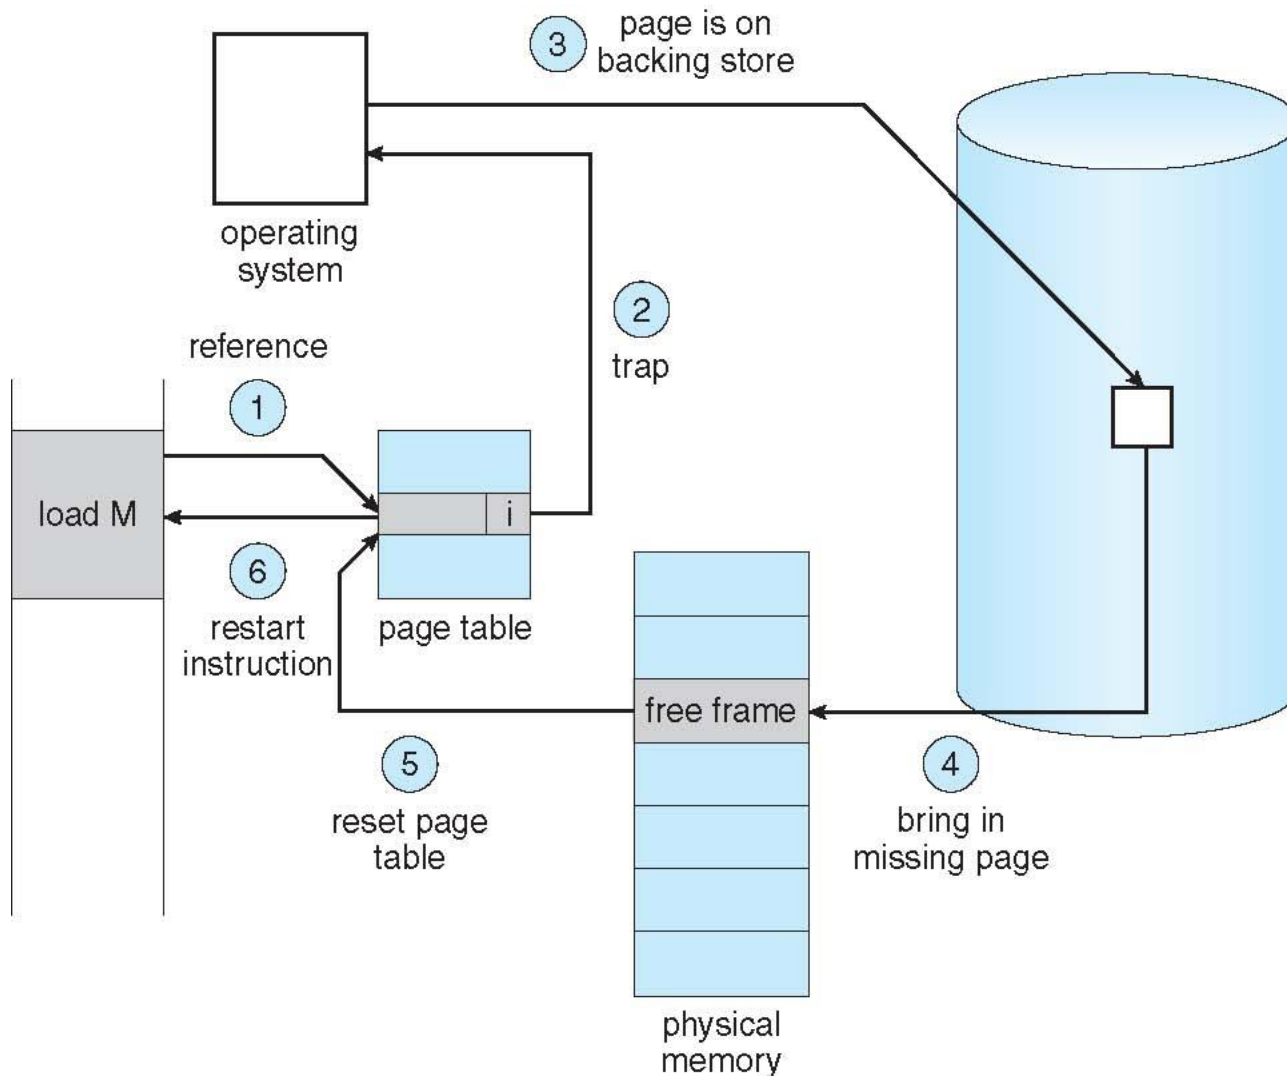 3
page is on
backing store
operating
system
2
trap
reference
1
load M
i
6
restart
instruction
page table
free frame
5
reset page
table
4
bring in
missing page
physical
memory